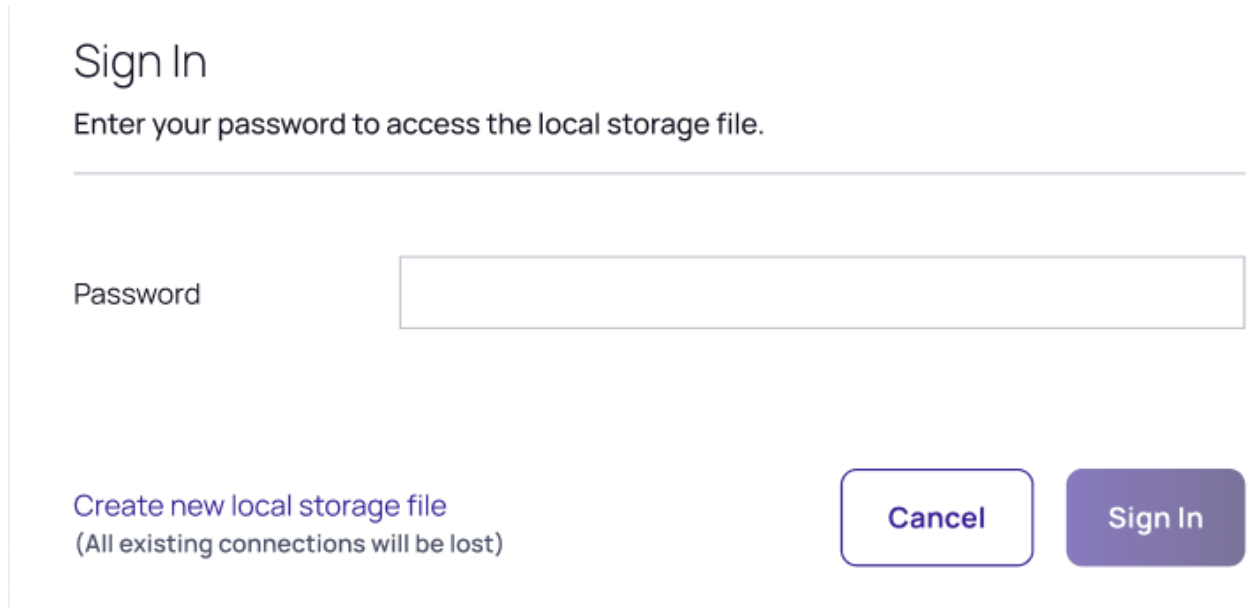 Sign In
Enter your password to access the local storage file.
Password
Create new local storage file
(All existing connections will be lost)
Cancel
Sign In